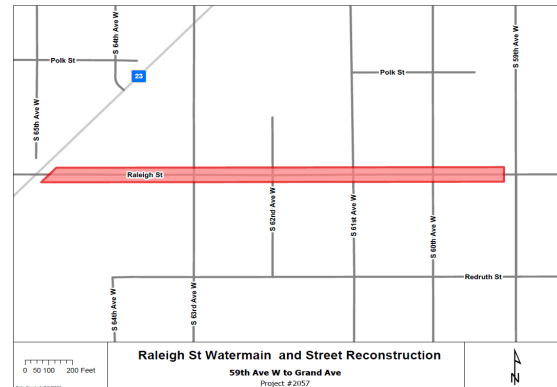 S 65th Ave W
S 64th Ave W
Polk St
23
Polk St
S 59th Ave W
Raleigh St
S 62nd Ave W
S 61st Ave W
S 60th Ave W
Redruth St
S 64th Ave W
S 63rd Ave W
0 50 100 200 Feet
Raleigh St Watermain and Street Reconstruction
59th Ave W to Grand Ave
Project #2057
N